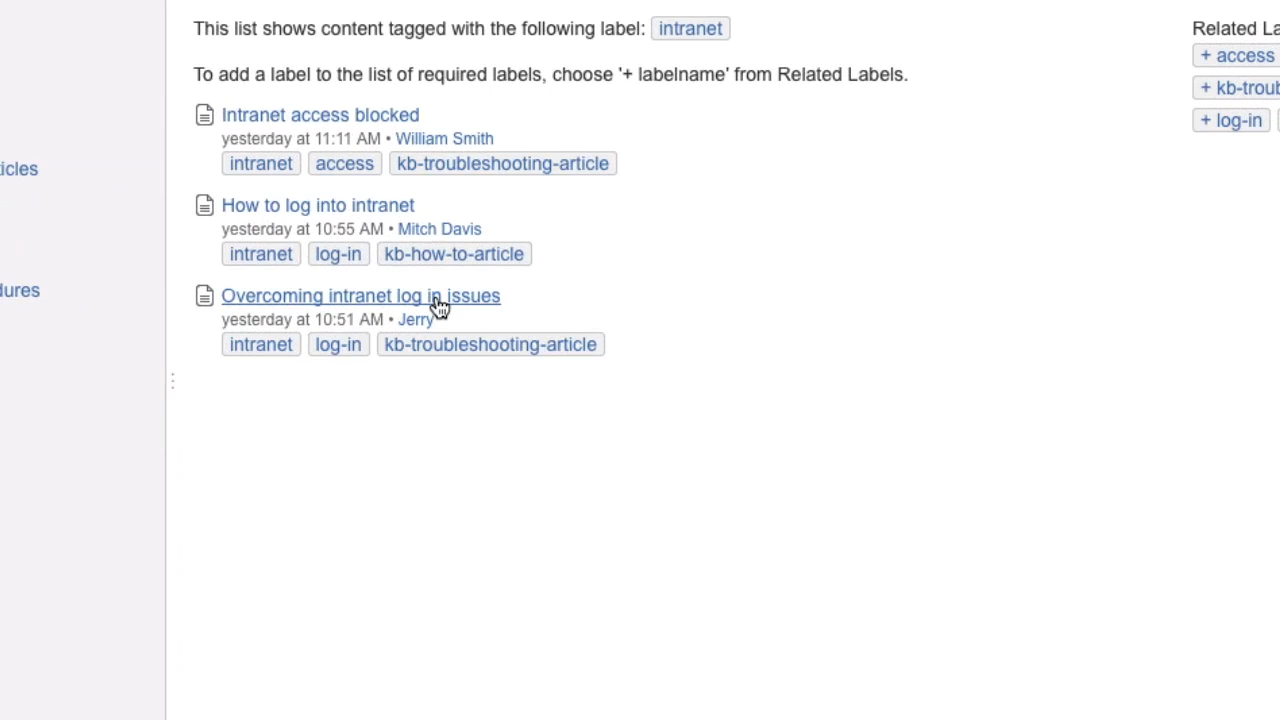 This list shows content tagged with the following label: intranet
To add a label to the list of required labels, choose '+ labelname' from Related Labels.
Intranet access blocked
yesterday at 11:11 AM • William Smith
intranet access kb-troubleshooting-article
How to log into intranet
yesterday at 10:55 AM • Mitch Davis
intranet log-in kb-how-to-article
Overcoming intranet log in issues
yesterday at 10:51 AM • Jerry
intranet log-in kb-troubleshooting-article
Related La
+ access
+ kb-troub
+ log-in
ticles
dures